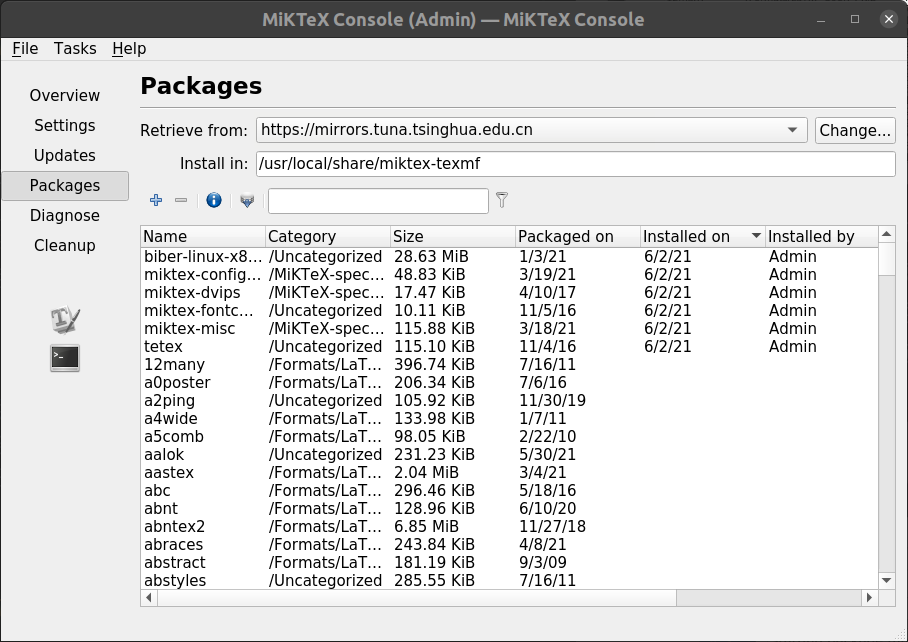 MiKTeX Console (Admin) — MiKTeX Console
File Tasks Help
Overview
Settings
Updates
Packages
Diagnose
Cleanup
Packages
Retrieve from: https://mirrors.tuna.tsinghua.edu.cn Change...
Install in: /usr/local/share/miktex-texmf
Name Category Size Packaged on Installed on Installed by
biber-linux-x8... /Uncategorized 28.63 MiB 1/3/21 6/2/21 Admin
miktex-config... /MiKTeX-spec... 48.83 KiB 3/19/21 6/2/21 Admin
miktex-dvips /MiKTeX-spec... 17.47 KiB 4/10/17 6/2/21 Admin
miktex-fontc... /Uncategorized 10.11 KiB 11/5/16 6/2/21 Admin
miktex-misc /MiKTeX-spec... 115.88 KiB 3/18/21 6/2/21 Admin
tetex /Uncategorized 115.10 KiB 11/4/16 6/2/21 Admin
12many /Formats/LaT... 396.74 KiB 7/16/11
a0poster /Formats/LaT... 206.34 KiB 7/6/16
a2ping /Uncategorized 105.92 KiB 11/30/19
a4wide /Formats/LaT... 133.98 KiB 1/7/11
a5comb /Formats/LaT... 98.05 KiB 2/22/10
aalok /Uncategorized 231.23 KiB 5/30/21
aastex /Formats/LaT... 2.04 MiB 3/4/21
abc /Formats/LaT... 296.46 KiB 5/18/16
abnt /Formats/LaT... 128.96 KiB 6/10/20
abntex2 /Formats/LaT... 6.85 MiB 11/27/18
abraces /Formats/LaT... 243.84 KiB 4/8/21
abstract /Formats/LaT... 181.19 KiB 9/3/09
abstyles /Uncategorized 285.55 KiB 7/16/11